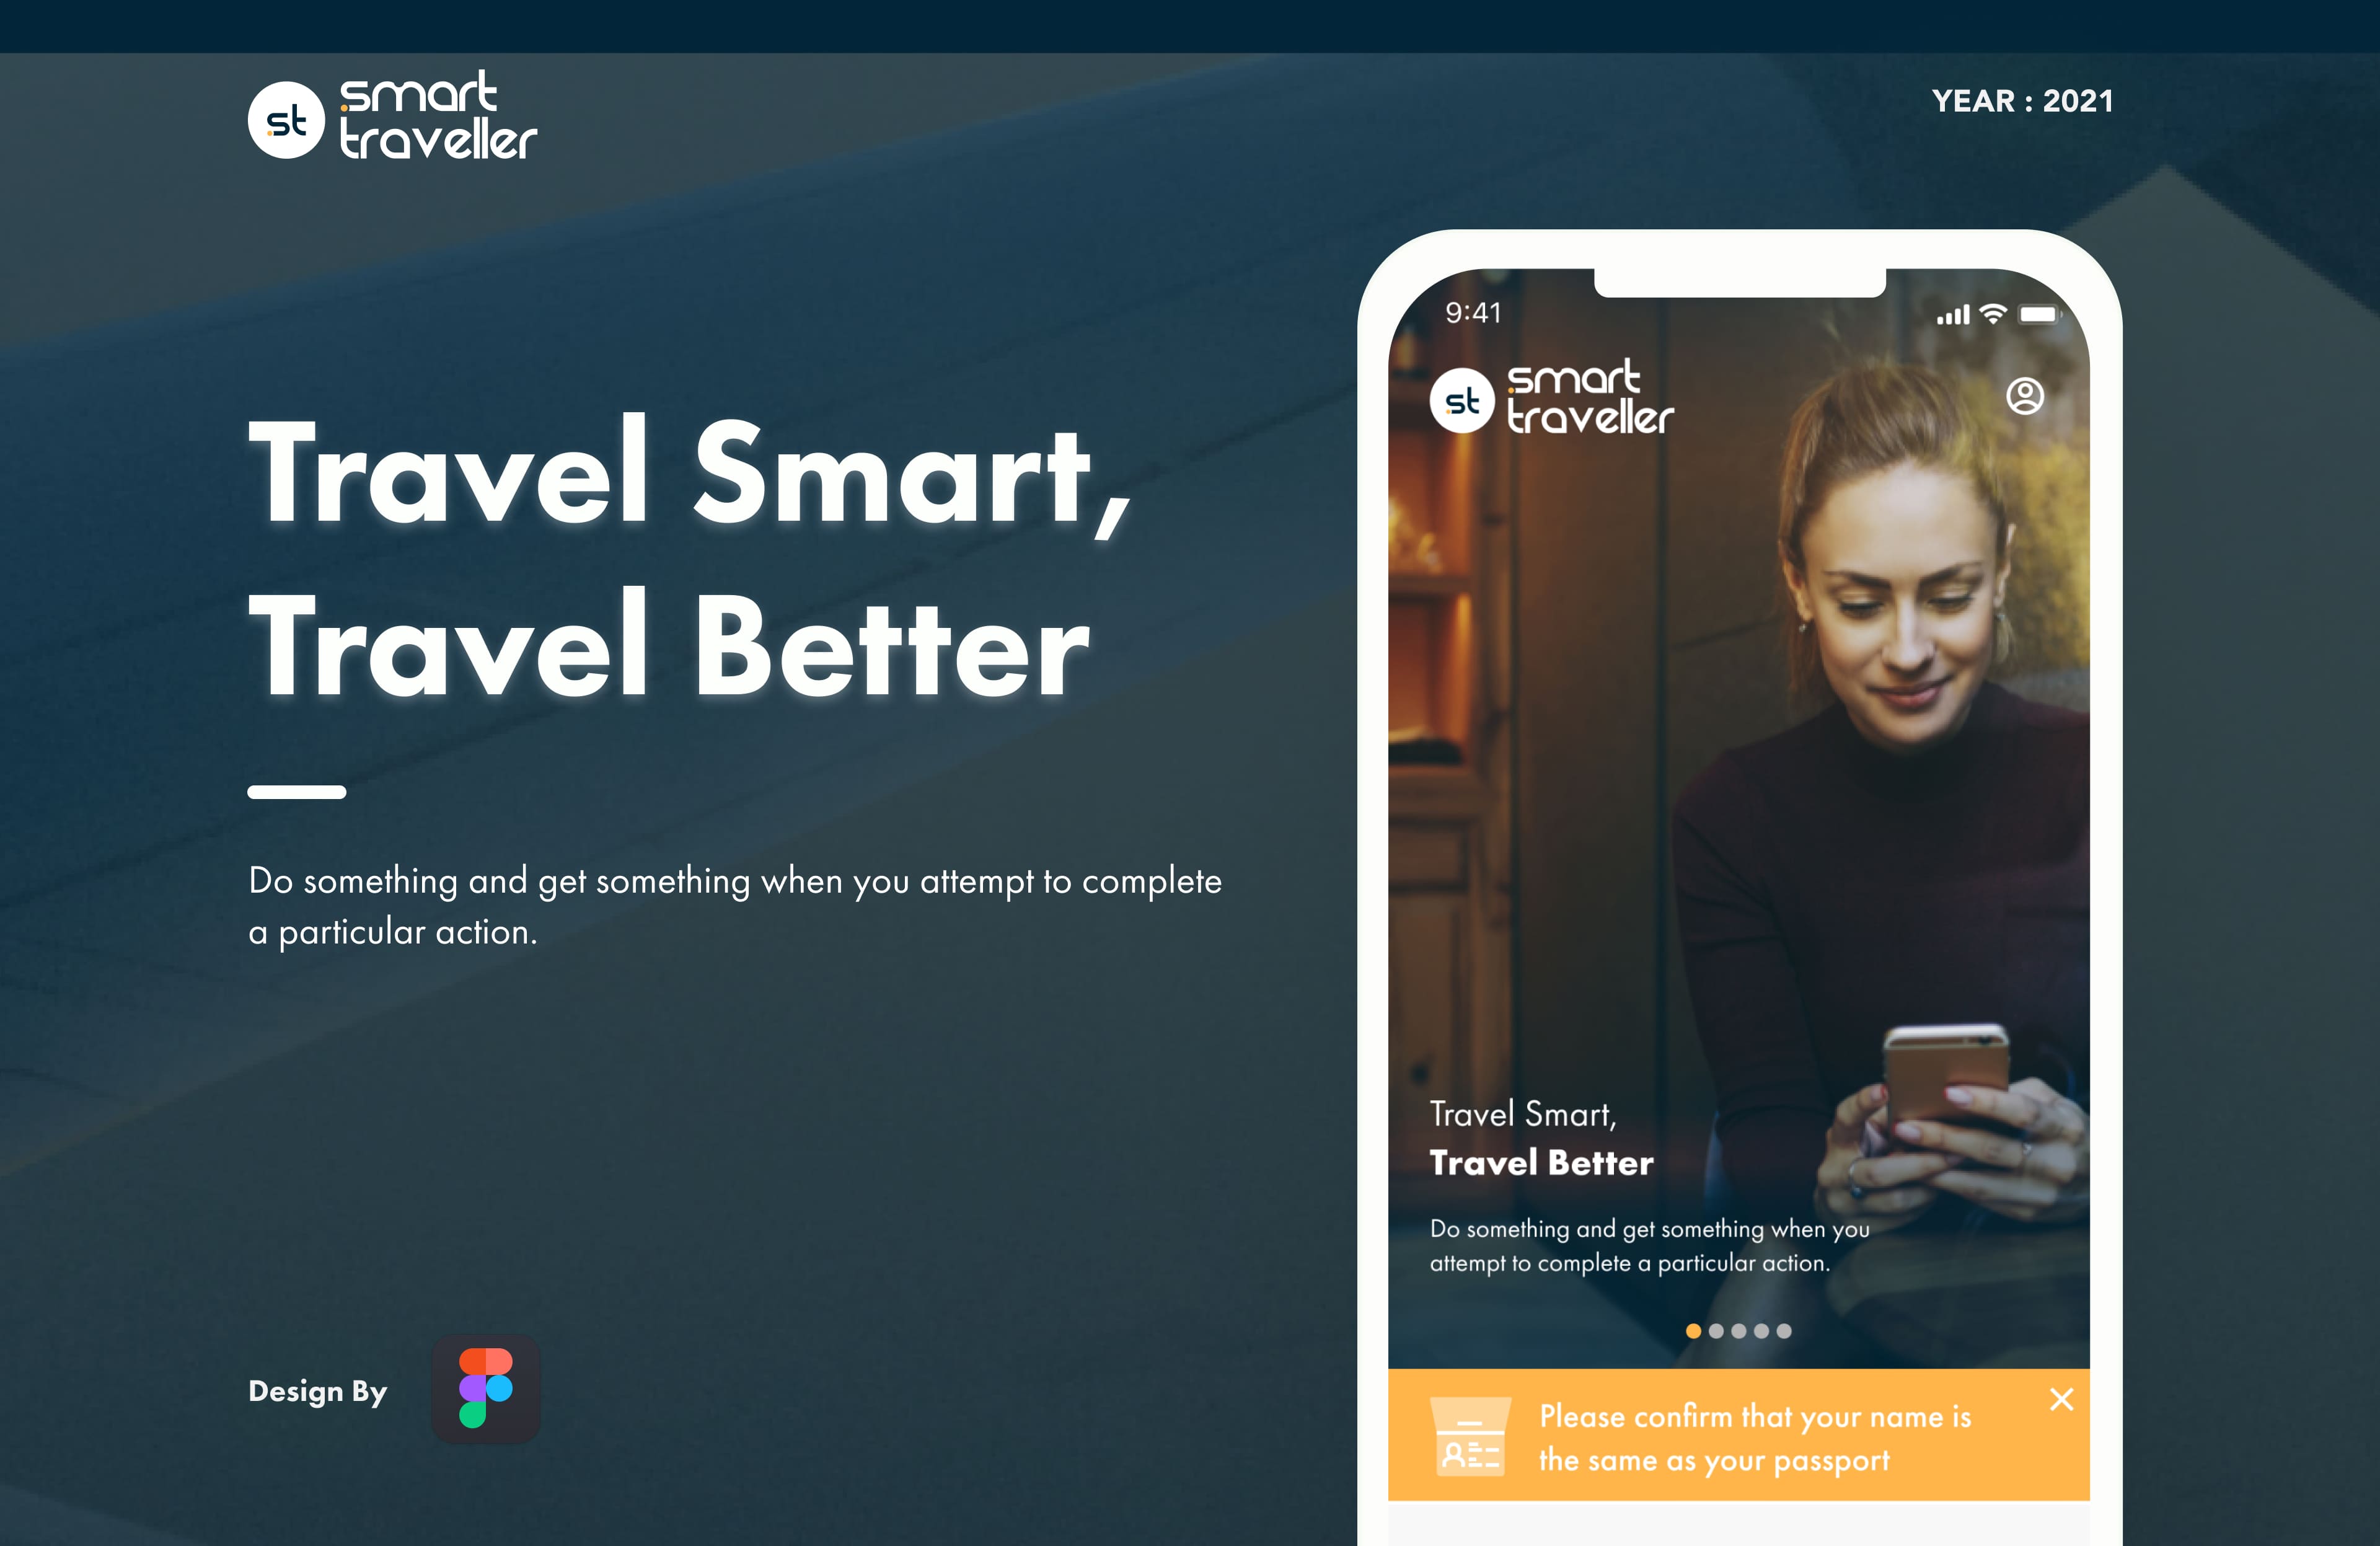 st
smart
traveller
YEAR : 2021
Travel Smart,
Travel Better
Do something and get something when you attempt to complete
a particular action.
Design By
9:41
st
smart
traveller
Travel Smart,
Travel Better
Do something and get something when you
attempt to complete a particular action.
Please confirm that your name is
the same as your passport